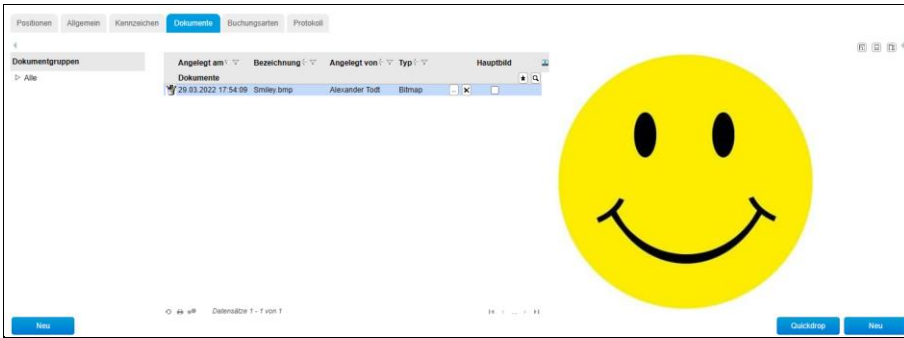 Positionen Allgemein Kennzeichen Dokumente Buchungsarten Protokoll
Dokumentgruppen
Alle
Angelegt am Bezeichnung Angelegt von Typ Hauptbild
Dokumente
29.03.2022 17:54:09 Smiley.bmp Alexander Todt Bitmap ...
Datensätze 1 - 1 von 1 ...
Neu Quickdrop Neu